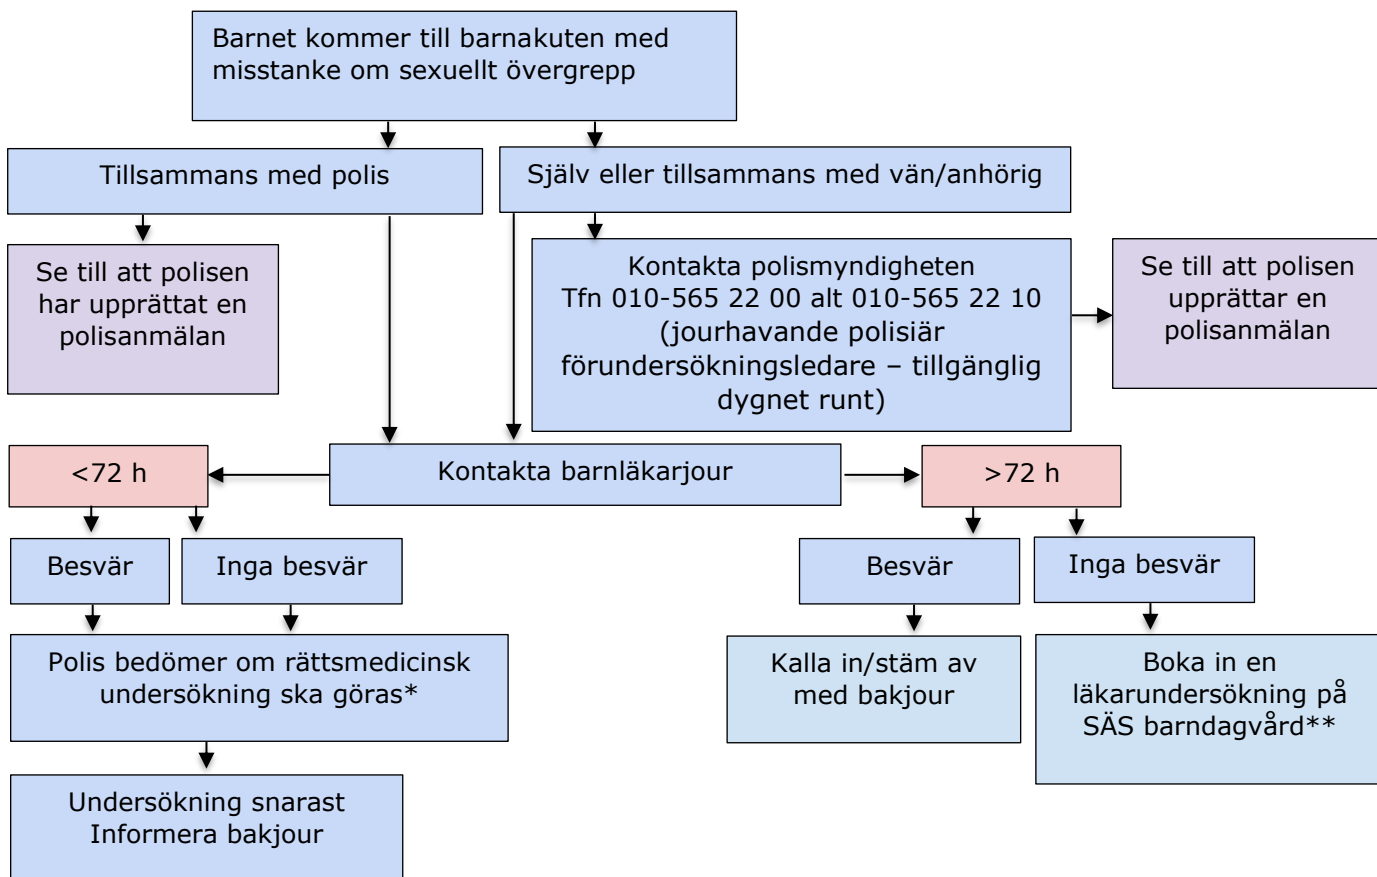 Barnet kommer till barnakuten med
misstanke om sexuellt övergrepp
Tillsammans med polis
Själv eller tillsammans med vän/anhörig
Se till att polisen
har upprättat en
polisanmälan
Kontakta polismyndigheten
Tfn 010-565 22 00 alt 010-565 22 10
(jourhavande polisiär
förundersökningsledare – tillgänglig
dygnet runt)
Se till att polisen
upprättar en
polisanmälan
<72 h
Kontakta barnläkarjour
>72 h
Besvär
Inga besvär
Besvär
Inga besvär
Polis bedömer om rättsmedicinsk
undersökning ska göras*
Kalla in/stäm av
med bakjour
Boka in en
läkarundersökning på
SÄS barndagvård**
Undersökning snarast
Informera bakjour